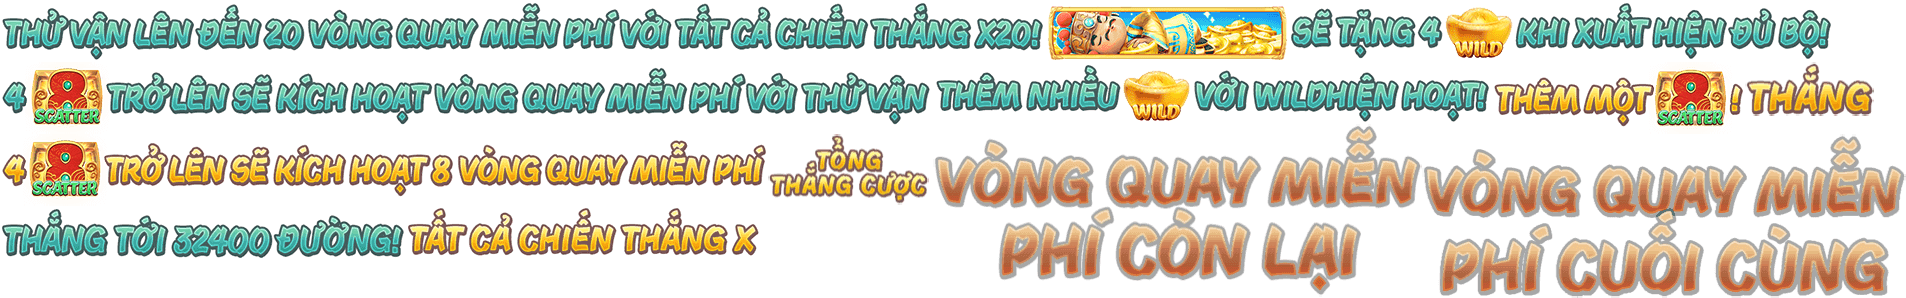 THỬ VẬN LÊN ĐẾN 20 VÒNG QUAY MIỄN PHÍ VỚI TẤT CẢ CHIẾN THẮNG X20!
SẼ TẶNG 4 WILD KHI XUẤT HIỆN ĐỦ BỘ!
4 8 SCATTER TRỞ LÊN SẼ KÍCH HOẠT VÒNG QUAY MIỄN PHÍ VỚI THỬ VẬN
THÊM NHIỀU WILD VỚI WILDHIỆN HOẠT!
THÊM MỘT 8 SCATTER !
THẮNG
4 8 SCATTER TRỞ LÊN SẼ KÍCH HOẠT 8 VÒNG QUAY MIỄN PHÍ
TỔNG
THẮNG CƯỢC
VÒNG QUAY MIỄN
PHÍ CÒN LẠI
VÒNG QUAY MIỄN
PHÍ CUỐI CÙNG
THẮNG TỚI 32400 ĐƯỜNG!
TẤT CẢ CHIẾN THẮNG X